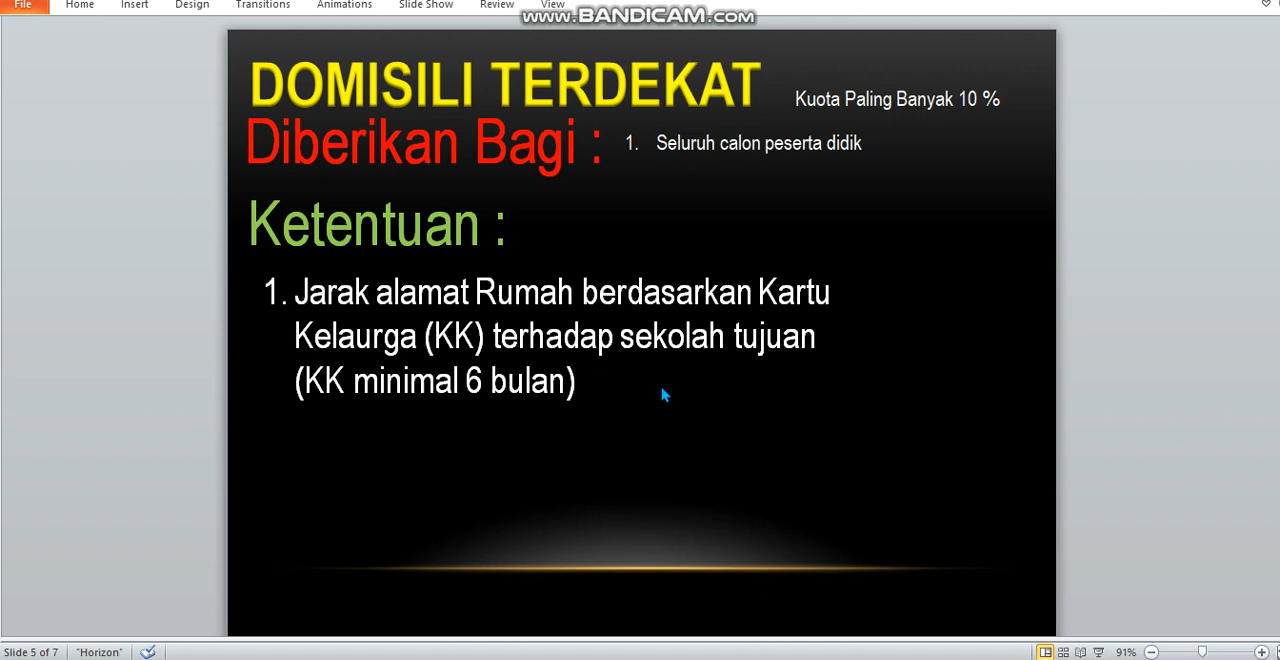 File Home Insert Design Transitions Animations Slide Show Review View
www.BANDICAM.com
DOMISILI TERDEKAT Kuota Paling Banyak 10 %
Diberikan Bagi : 1. Seluruh calon peserta didik
Ketentuan :
1. Jarak alamat Rumah berdasarkan Kartu
Kelaurga (KK) terhadap sekolah tujuan
(KK minimal 6 bulan)
Slide 5 of 7 "Horizon" 91%